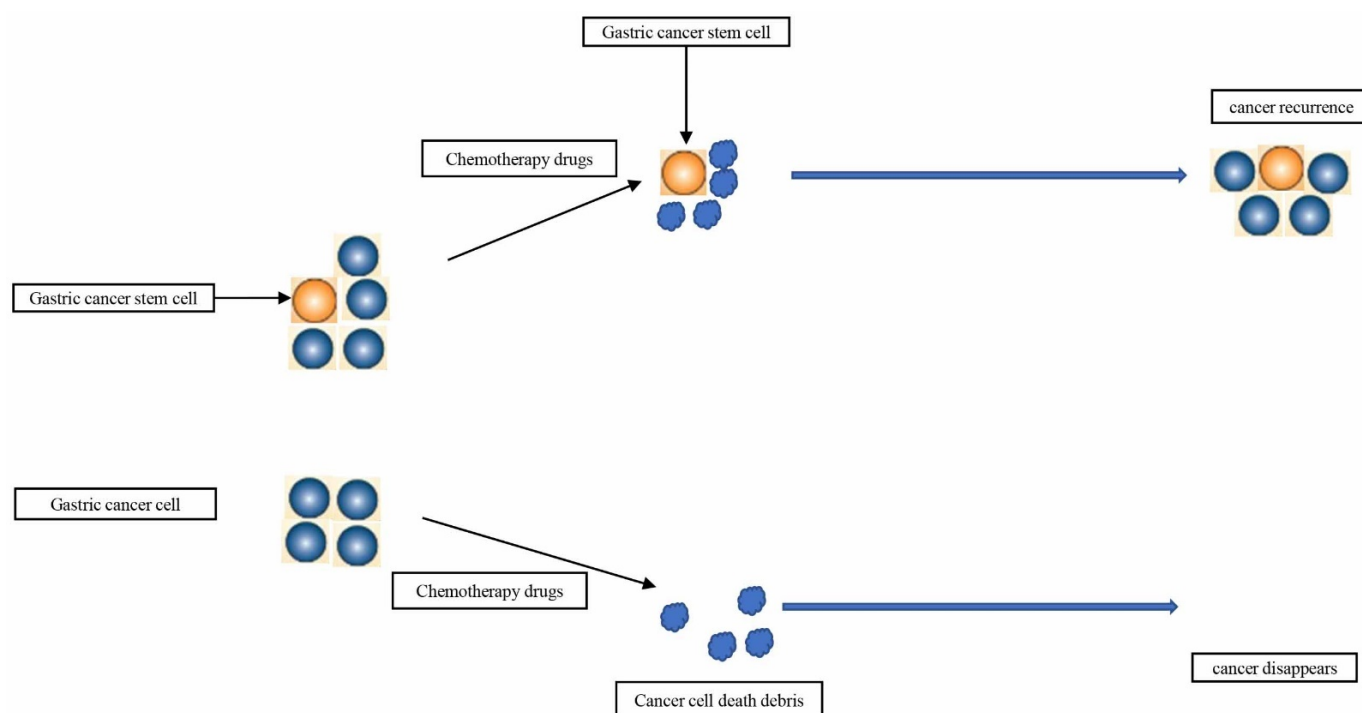 Gastric cancer stem cell
cancer recurrence
Chemotherapy drugs
Gastric cancer stem cell
Gastric cancer cell
Chemotherapy drugs
cancer disappears
Cancer cell death debris